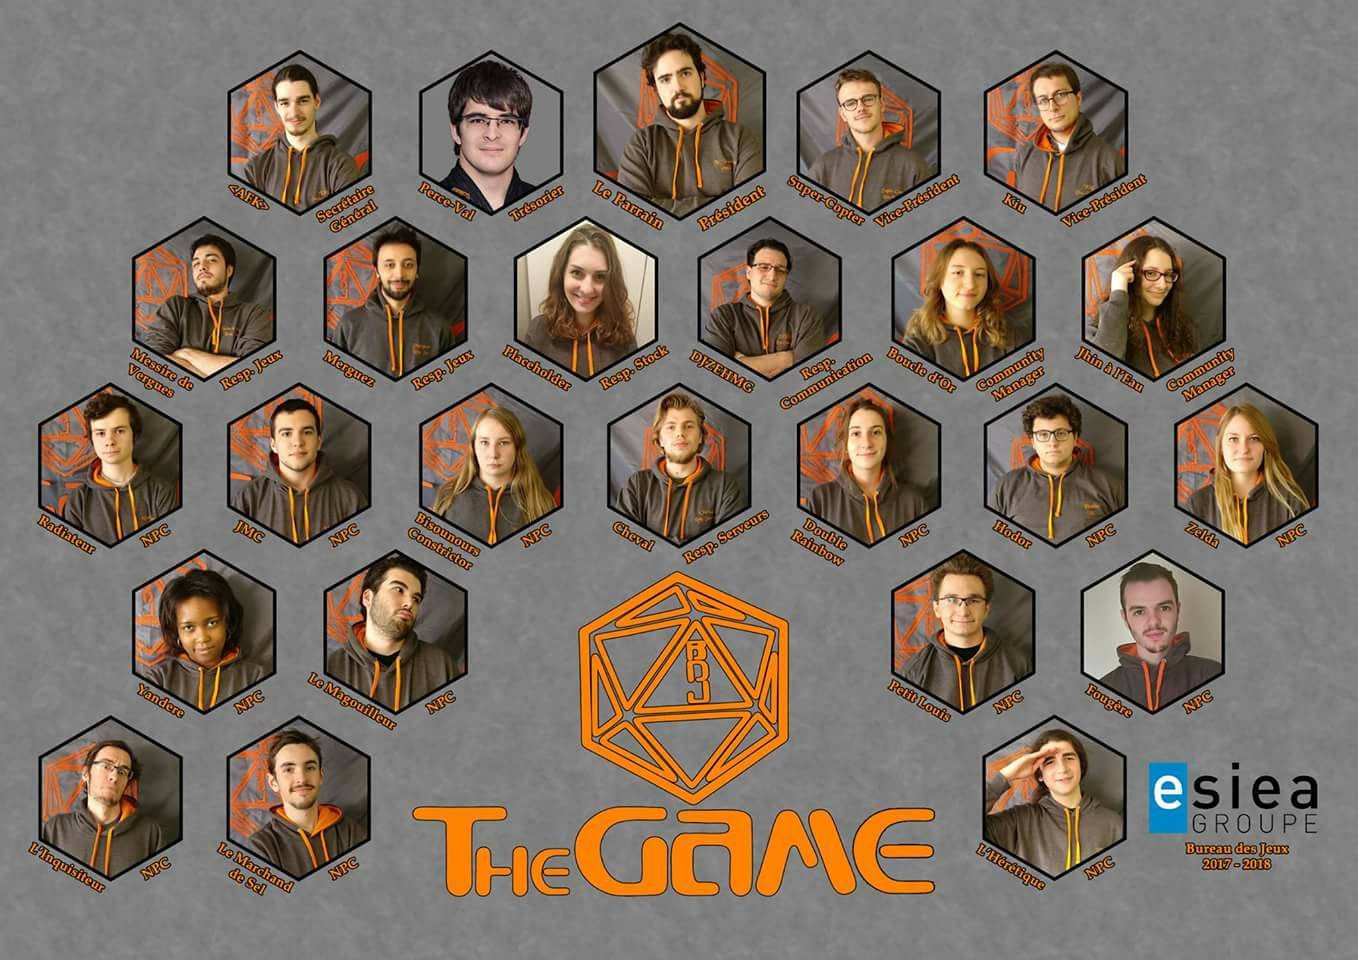 <AFK>
Secrétaire
Général
Perce-Val
Trésorier
Le Parrain
Président
Super-Copter
Vice-Président
Kiu
Vice-Président
Messire de
Vergues
Resp. Jeux
Merguez
Resp. Jeux
Placeholder
Resp. Stock
DJZEHMG
Resp.
Communication
Boucle d'Or
Community
Manager
Jhin à l'Eau
Community
Manager
Radiateur
NPC
JMC
NPC
Bisounours
Constrictor
NPC
Cheval
Resp. Serveurs
Double
Rainbow
NPC
Hodor
NPC
Zelda
NPC
Yandere
NPC
Le Magouilleur
NPC
BDJ
Petit Louis
NPC
Fougère
NPC
L'Inquisiteur
NPC
Le Marchand
de Sel
NPC
THE GAME
L'Hérétique
NPC
esiea
GROUPE
Bureau des Jeux
2017 - 2018